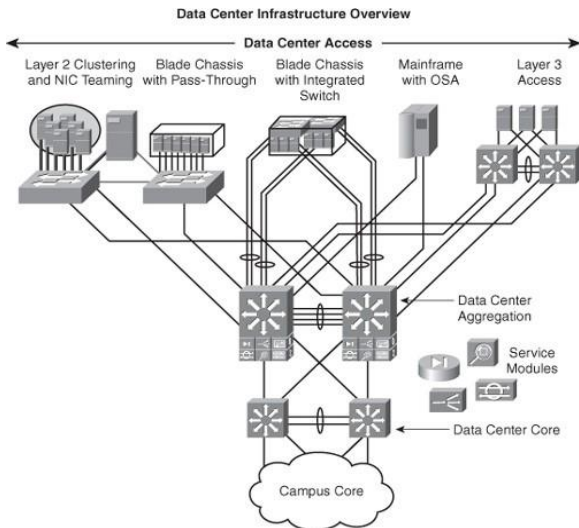 Data Center Infrastructure Overview
Data Center Access
Layer 2 Clustering
and NIC Teaming
Blade Chassis
with Pass-Through
Blade Chassis
with Integrated
Switch
Mainframe
with OSA
Layer 3
Access
Data Center
Aggregation
Service
Modules
Data Center Core
Campus Core